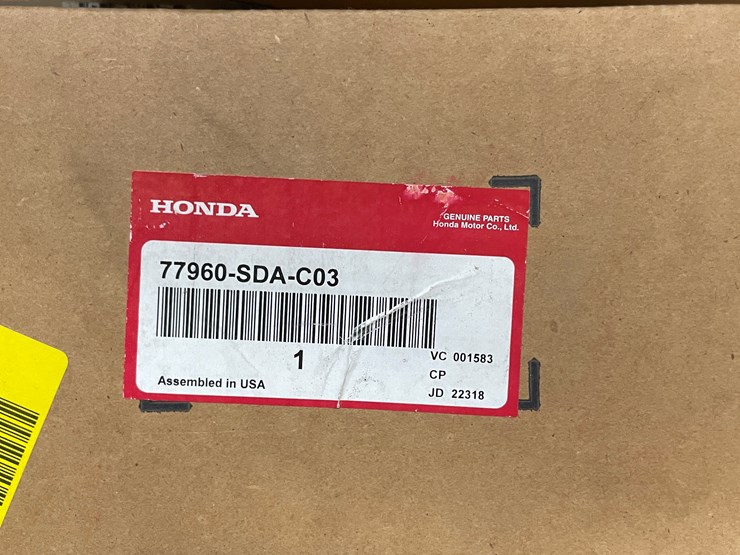 HONDA
GENUINE PARTS
Honda Motor Co., Ltd.
77960-SDA-C03
1
VC 001583
CP
Assembled in USA
JD 22318